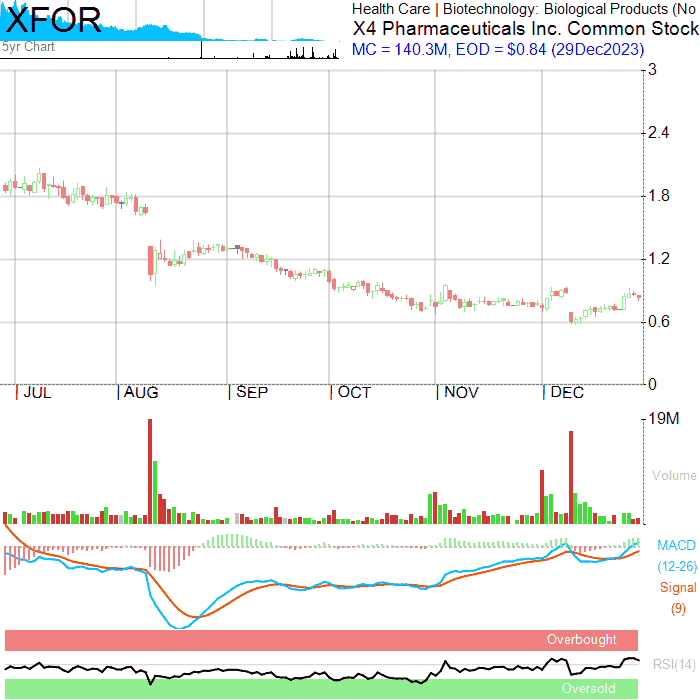 XFOR
5yr Chart
Health Care | Biotechnology: Biological Products (No
X4 Pharmaceuticals Inc. Common Stock
MC = 140.3M, EOD = $0.84 (29Dec2023)
3
2.4
1.8
1.2
0.6
0
JUL AUG SEP OCT NOV DEC
19M
Volume
MACD
(12-26)
Signal
(9)
Overbought
RSI(14)
Oversold